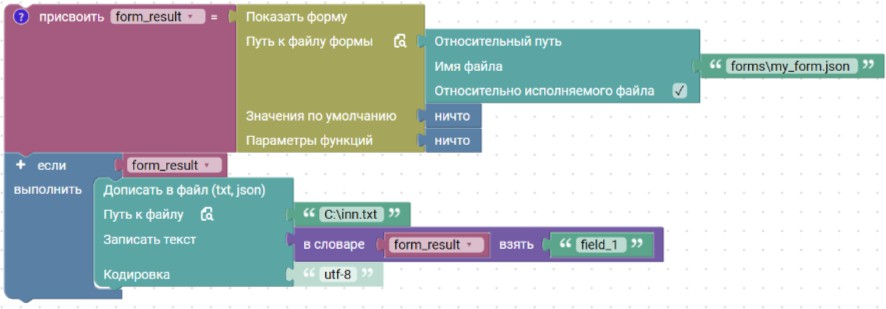 ? присвоить form_result = Показать форму
Путь к файлу формы Относительный путь
Имя файла “ forms\my_form.json ”
Относительно исполняемого файла ✓
Значения по умолчанию ничто
Параметры функций ничто
+ если form_result
выполнить Дописать в файл (txt, json)
Путь к файлу “ C:\inn.txt ”
Записать текст в словаре form_result взять “ field_1 ”
Кодировка “ utf-8 ”